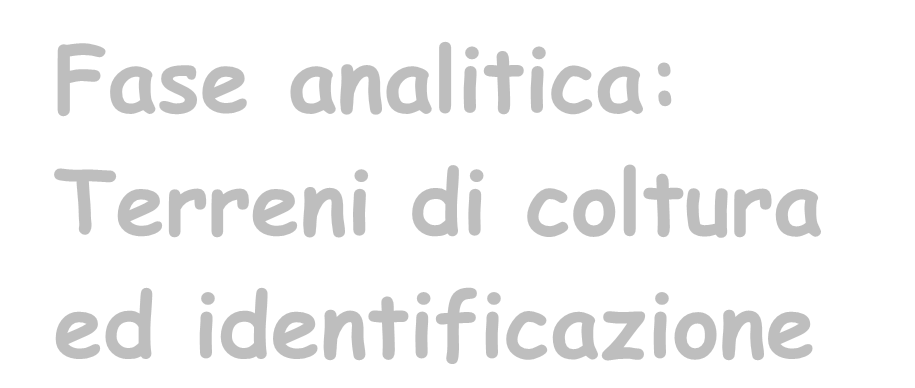 Fase analitica:
Terreni di coltura
ed identificazione